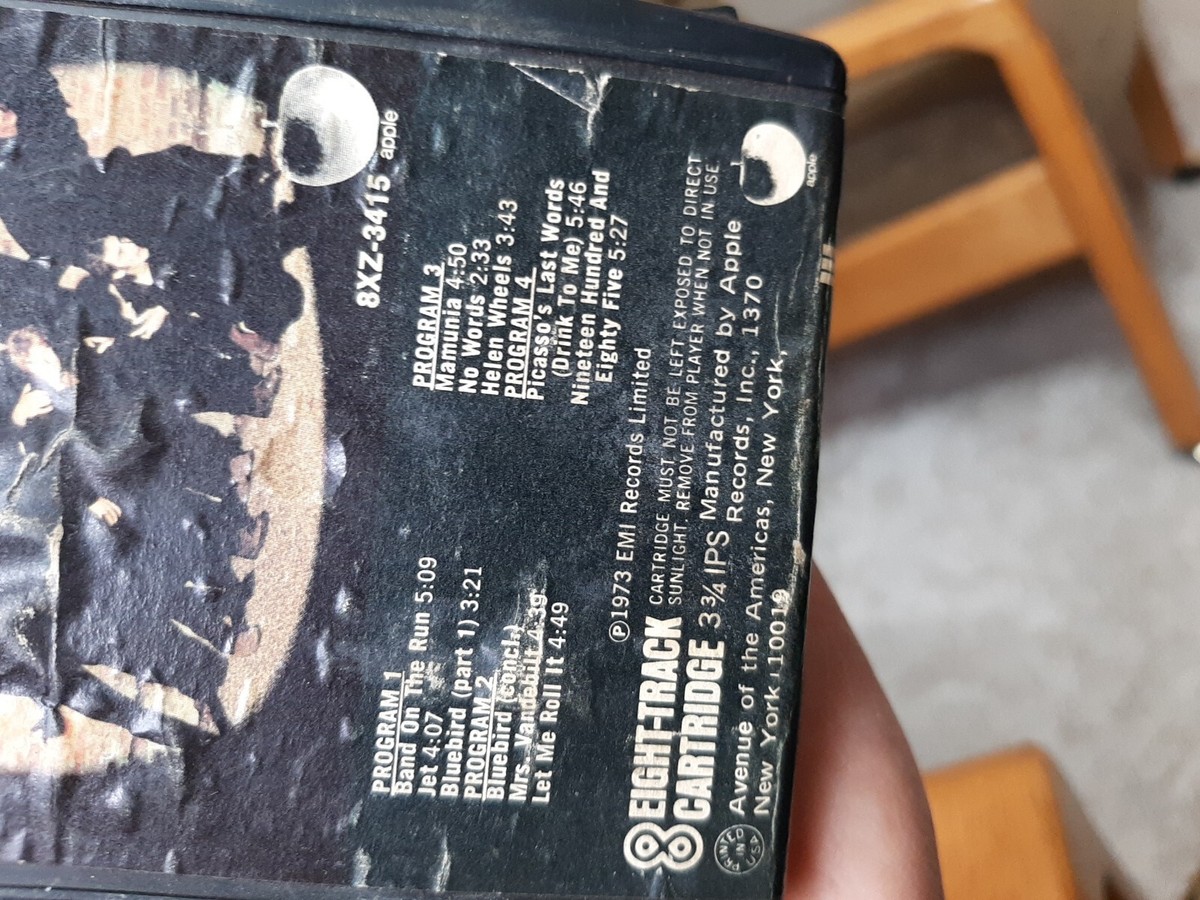 8XZ-3415
apple
PROGRAM 1
Band On The Run 5:09
Jet 4:07
Bluebird (part 1) 3:21
PROGRAM 2
Bluebird (concl.)
Mrs. Vandebilt 4:39
Let Me Roll It 4:49
PROGRAM 3
Mamunia 4:50
No Words 2:33
Helen Wheels 3:43
PROGRAM 4
Picasso's Last Words
(Drink To Me) 5:46
Nineteen Hundred And
Eighty Five 5:27
℗1973 EMI Records Limited
EIGHT-TRACK
CARTRIDGE
CARTRIDGE MUST NOT BE LEFT EXPOSED TO DIRECT
SUNLIGHT. REMOVE FROM PLAYER WHEN NOT IN USE
3¾ IPS Manufactured by Apple
Records, Inc., 1370
Avenue of the Americas, New York,
New York 10019
PRINTED IN USA
apple